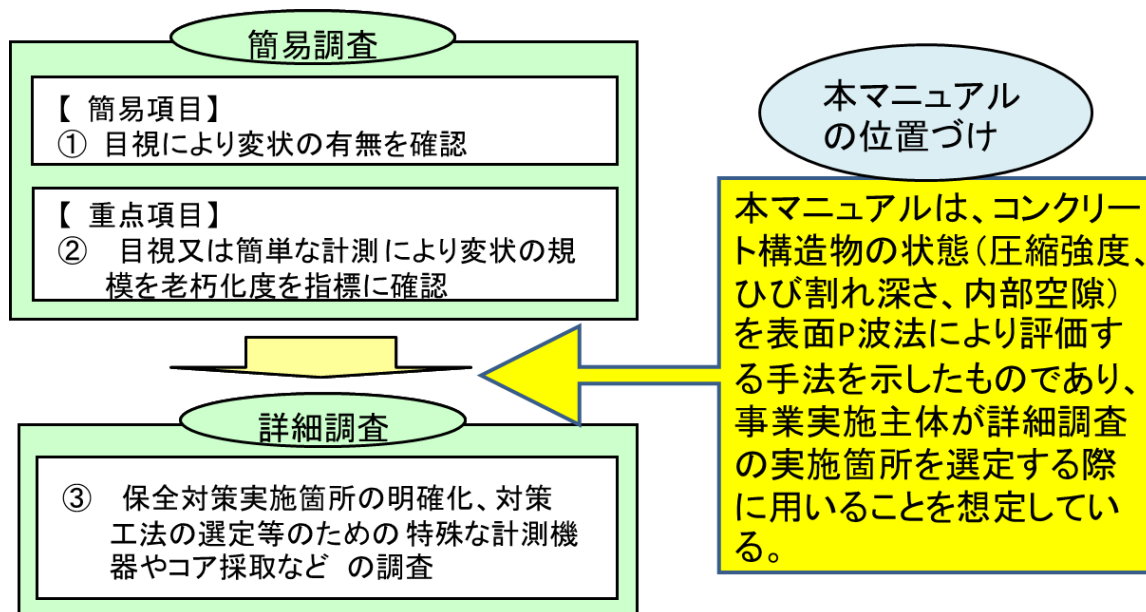 簡易調査
【 簡易項目】
① 目視により変状の有無を確認
【 重点項目】
② 目視又は簡単な計測により変状の規
模を老朽化度を指標に確認
詳細調査
③ 保全対策実施箇所の明確化、対策
工法の選定等のための 特殊な計測機
器やコア採取など の調査
本マニュアル
の位置づけ
本マニュアルは、コンクリー
ト構造物の状態(圧縮強度、
ひび割れ深さ、内部空隙)
を表面P波法により評価す
る手法を示したものであり、
事業実施主体が詳細調査
の実施箇所を選定する際
に用いることを想定してい
る。